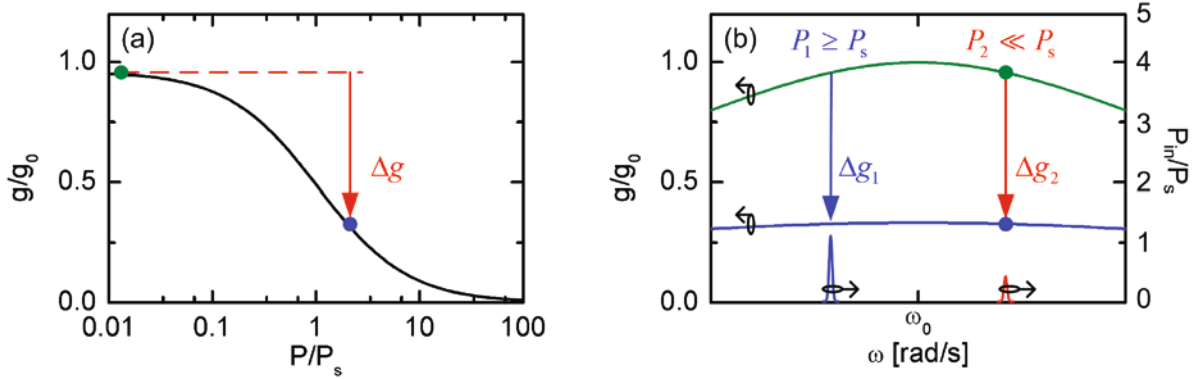 (a)
1.0
0.5
0.0
g/g₀
Δg
0.01 0.1 1 10 100
P/Pₛ
(b)
P₁ ≥ Pₛ P₂ ≪ Pₛ
1.0
0.5
0.0
g/g₀
Δg₁ Δg₂
5
4
3
2
1
0
Pᵢₙ/Pₛ
ω₀
ω [rad/s]